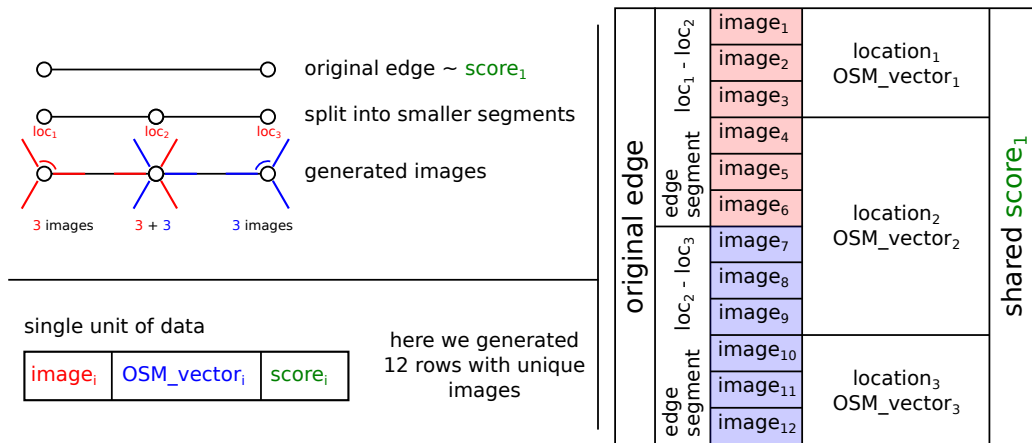 original edge ~ score₁
split into smaller segments
loc₁ loc₂ loc₃
generated images
3 images 3 + 3 3 images
single unit of data
image_i OSM_vector_i score_i
here we generated
12 rows with unique
images
original edge
edge segment loc₁ - loc₂
edge segment loc₂ - loc₃
image₁
image₂
image₃
image₄
image₅
image₆
image₇
image₈
image₉
image₁₀
image₁₁
image₁₂
location₁
OSM_vector₁
location₂
OSM_vector₂
location₃
OSM_vector₃
shared score₁